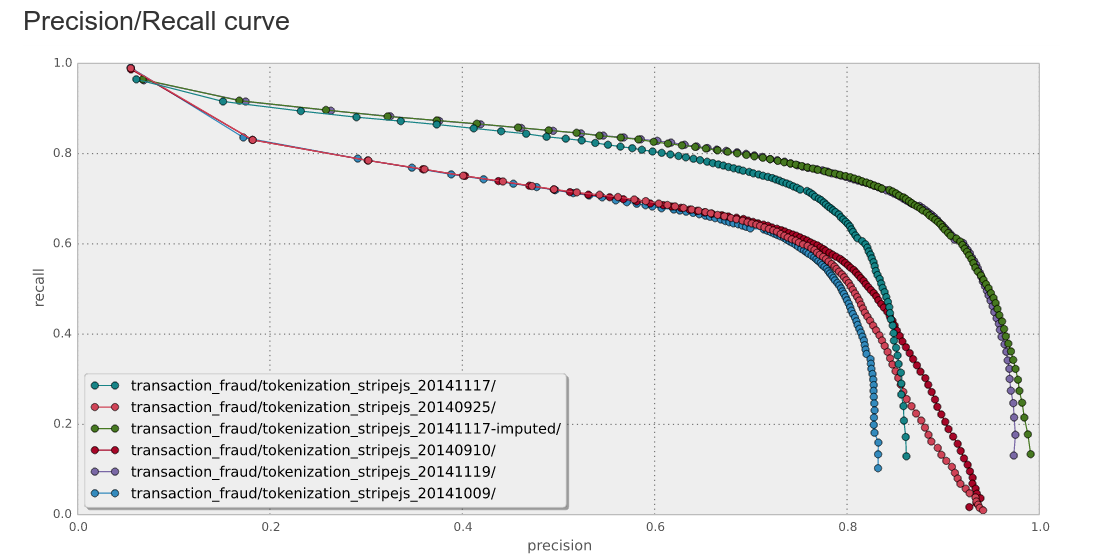 Precision/Recall curve
1.0
0.8
0.6
0.4
0.2
0.0
recall
transaction_fraud/tokenization_stripejs_20141117/
transaction_fraud/tokenization_stripejs_20140925/
transaction_fraud/tokenization_stripejs_20141117-imputed/
transaction_fraud/tokenization_stripejs_20140910/
transaction_fraud/tokenization_stripejs_20141119/
transaction_fraud/tokenization_stripejs_20141009/
0.0 0.2 0.4 0.6 0.8 1.0
precision